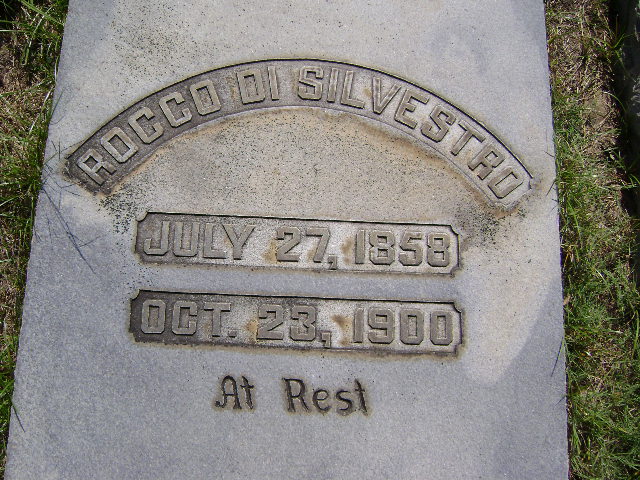 ROCCO DI SILVESTRO
JULY 27, 1858
OCT. 23, 1900
At Rest